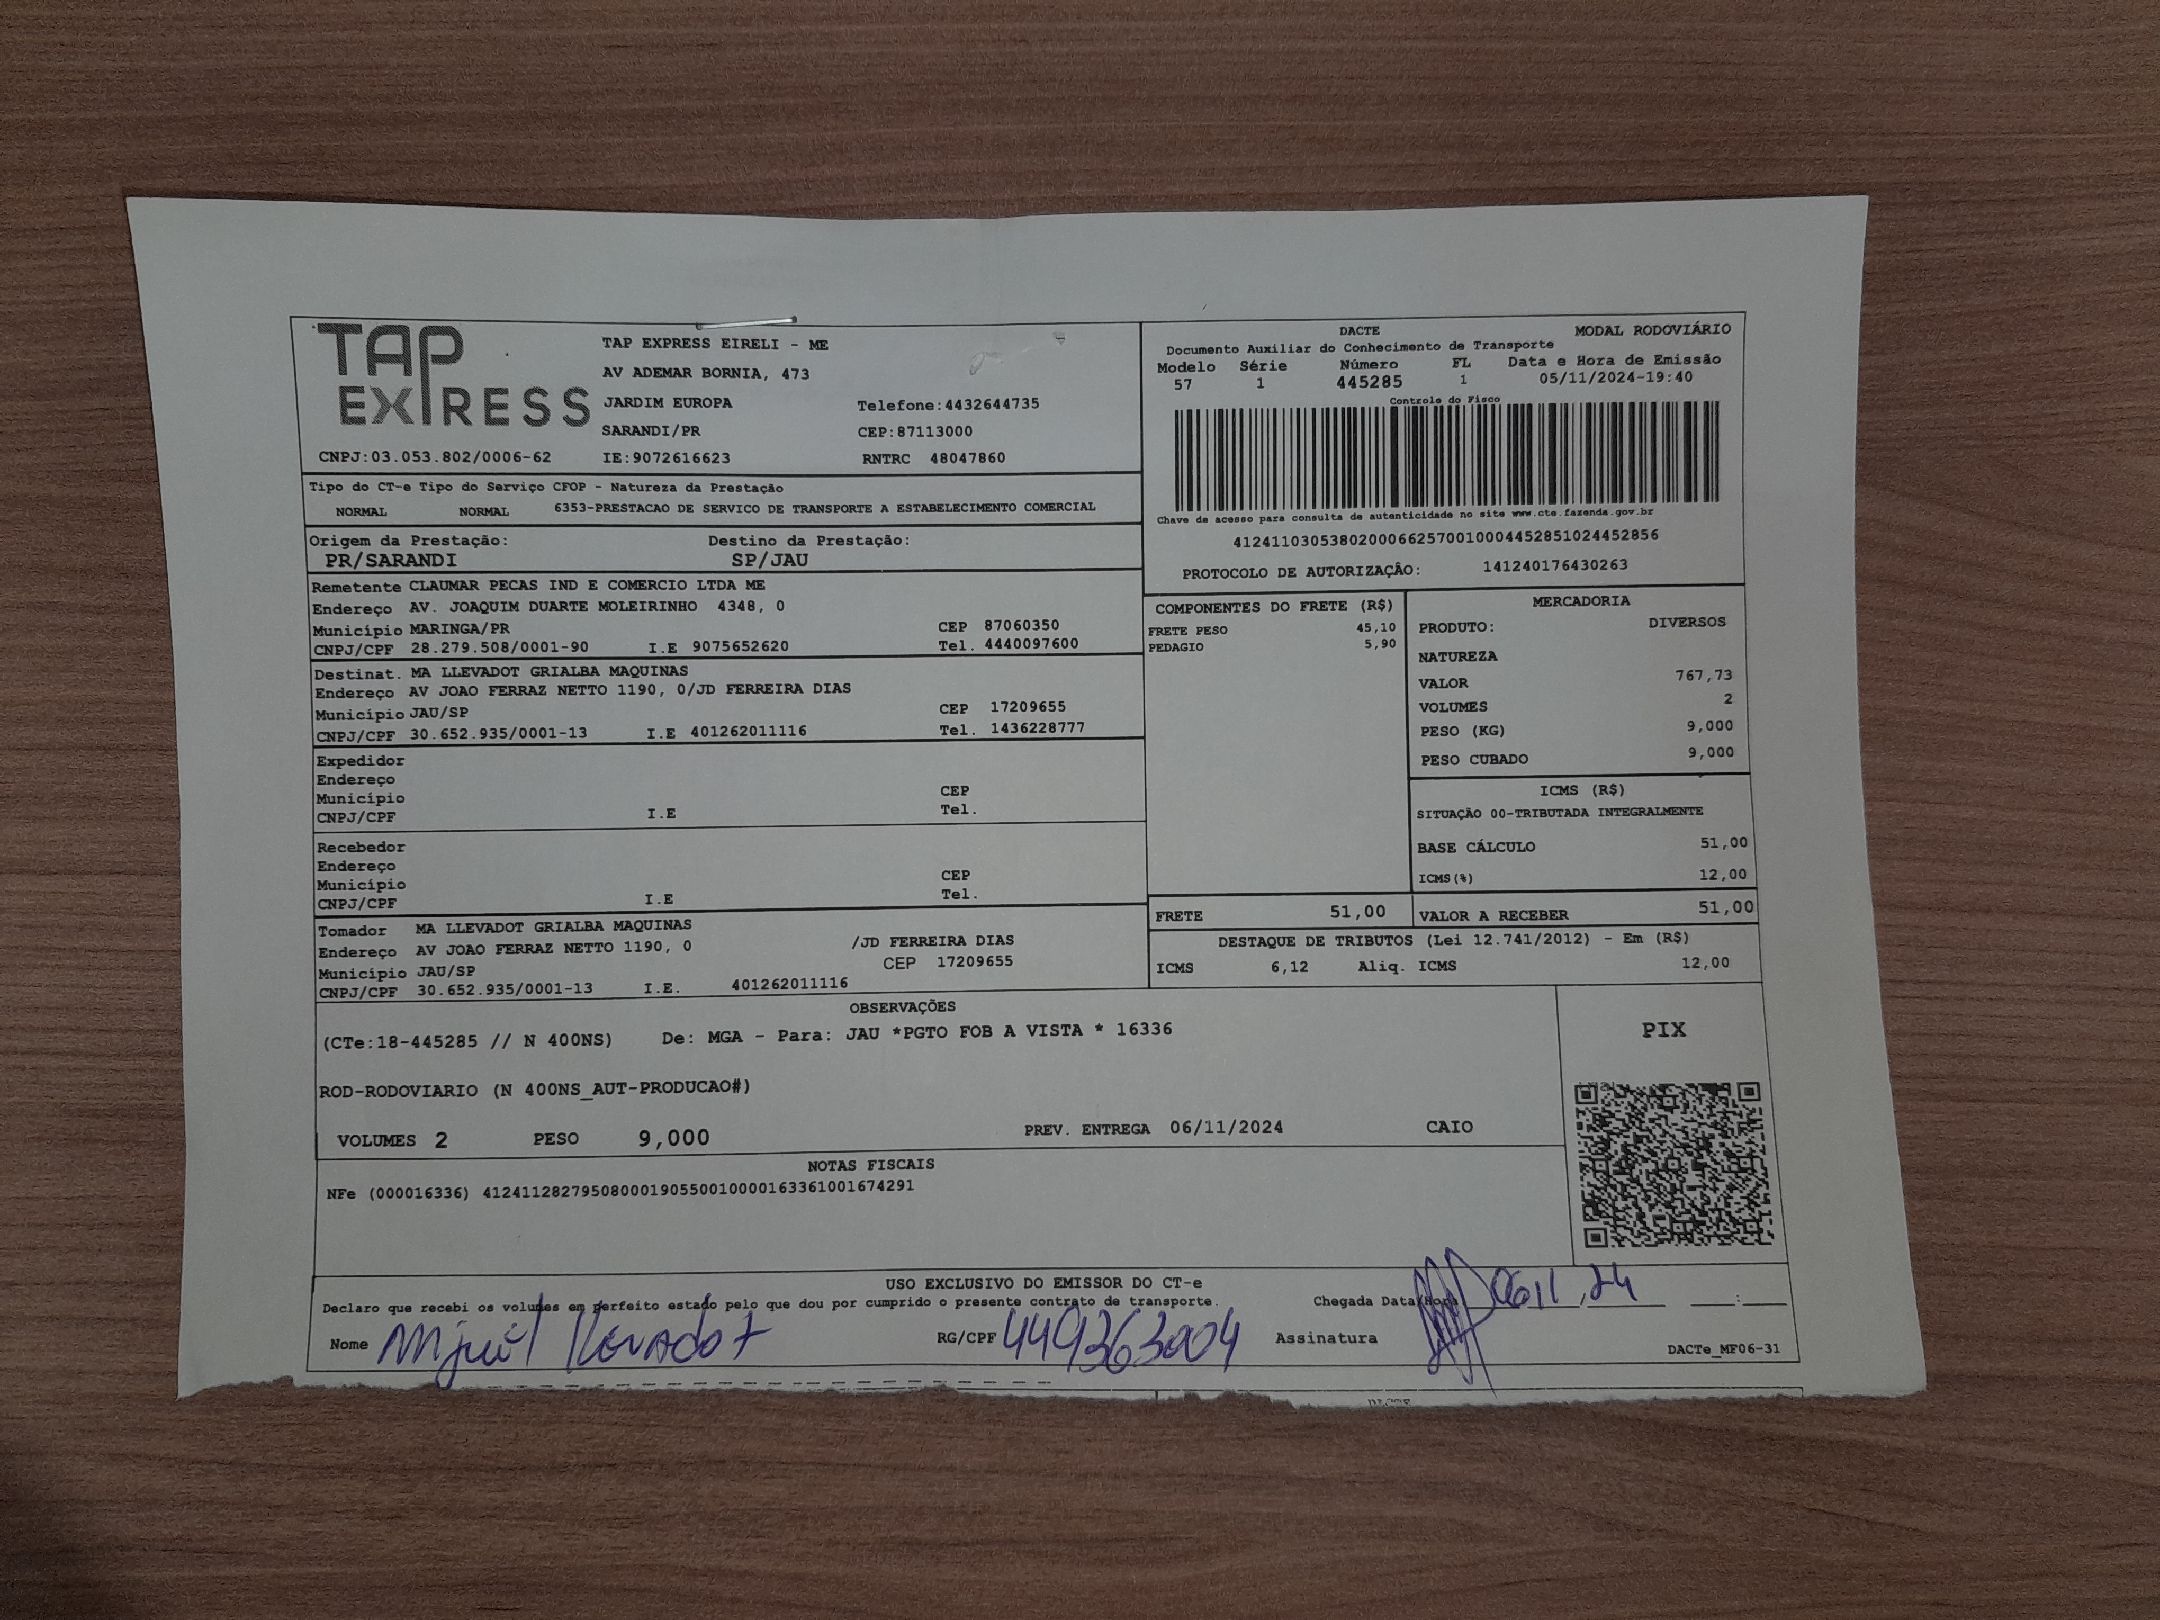 TAP EXPRESS
TAP EXPRESS EIRELI - ME
AV ADEMAR BORNIA, 473
JARDIM EUROPA Telefone:4432644735
SARANDI/PR CEP:87113000
CNPJ:03.053.802/0006-62 IE:9072616623 RNTRC 48047860
DACTE MODAL RODOVIÁRIO
Documento Auxiliar do Conhecimento de Transporte
Modelo Série Número FL Data e Hora de Emissão
57 1 445285 1 05/11/2024-19:40
Controle do Fisco
Chave de acesso para consulta de autenticidade no site www.cte.fazenda.gov.br
41241103053802000662570010004452851024452856
PROTOCOLO DE AUTORIZAÇÃO: 141240176430263
Tipo do CT-e Tipo do Serviço CFOP - Natureza da Prestação
NORMAL NORMAL 6353-PRESTACAO DE SERVICO DE TRANSPORTE A ESTABELECIMENTO COMERCIAL
Origem da Prestação: Destino da Prestação:
PR/SARANDI SP/JAU
Remetente CLAUMAR PECAS IND E COMERCIO LTDA ME
Endereço AV. JOAQUIM DUARTE MOLEIRINHO 4348, 0
Município MARINGA/PR CEP 87060350
CNPJ/CPF 28.279.508/0001-90 I.E 9075652620 Tel. 4440097600
Destinat. MA LLEVADOT GRIALBA MAQUINAS
Endereço AV JOAO FERRAZ NETTO 1190, 0/JD FERREIRA DIAS
Município JAU/SP CEP 17209655
CNPJ/CPF 30.652.935/0001-13 I.E 401262011116 Tel. 1436228777
Expedidor
Endereço
Município CEP
CNPJ/CPF I.E Tel.
Recebedor
Endereço
Município CEP
CNPJ/CPF I.E Tel.
Tomador MA LLEVADOT GRIALBA MAQUINAS
Endereço AV JOAO FERRAZ NETTO 1190, 0 /JD FERREIRA DIAS
Município JAU/SP CEP 17209655
CNPJ/CPF 30.652.935/0001-13 I.E. 401262011116
COMPONENTES DO FRETE (R$)
FRETE PESO 45,10
PEDAGIO 5,90
MERCADORIA
PRODUTO: DIVERSOS
NATUREZA
VALOR 767,73
VOLUMES 2
PESO (KG) 9,000
PESO CUBADO 9,000
ICMS (R$)
SITUAÇÃO 00-TRIBUTADA INTEGRALMENTE
BASE CÁLCULO 51,00
ICMS(%) 12,00
FRETE 51,00 VALOR A RECEBER 51,00
DESTAQUE DE TRIBUTOS (Lei 12.741/2012) - Em (R$)
ICMS 6,12 Aliq. ICMS 12,00
OBSERVAÇÕES
(CTe:18-445285 // N 400NS) De: MGA - Para: JAU *PGTO FOB A VISTA * 16336
ROD-RODOVIARIO (N 400NS_AUT-PRODUCAO#)
VOLUMES 2 PESO 9,000 PREV. ENTREGA 06/11/2024 CAIO
PIX
NOTAS FISCAIS
NFe (000016336) 41241128279508000190550010000163361001674291
USO EXCLUSIVO DO EMISSOR DO CT-e
Declaro que recebi os volumes em perfeito estado pelo que dou por cumprido o presente contrato de transporte. Chegada Data/Hora 06 11 24 ___:___
Nome Miguel llevadot RG/CPF 449363004 Assinatura
DACTe_MF06-31